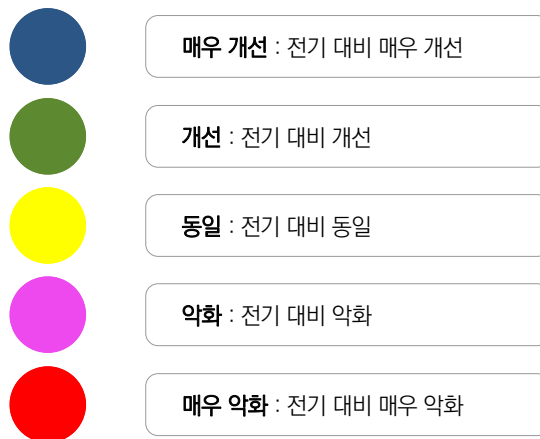 매우 개선 : 전기 대비 매우 개선
개선 : 전기 대비 개선
동일 : 전기 대비 동일
악화 : 전기 대비 악화
매우 악화 : 전기 대비 매우 악화